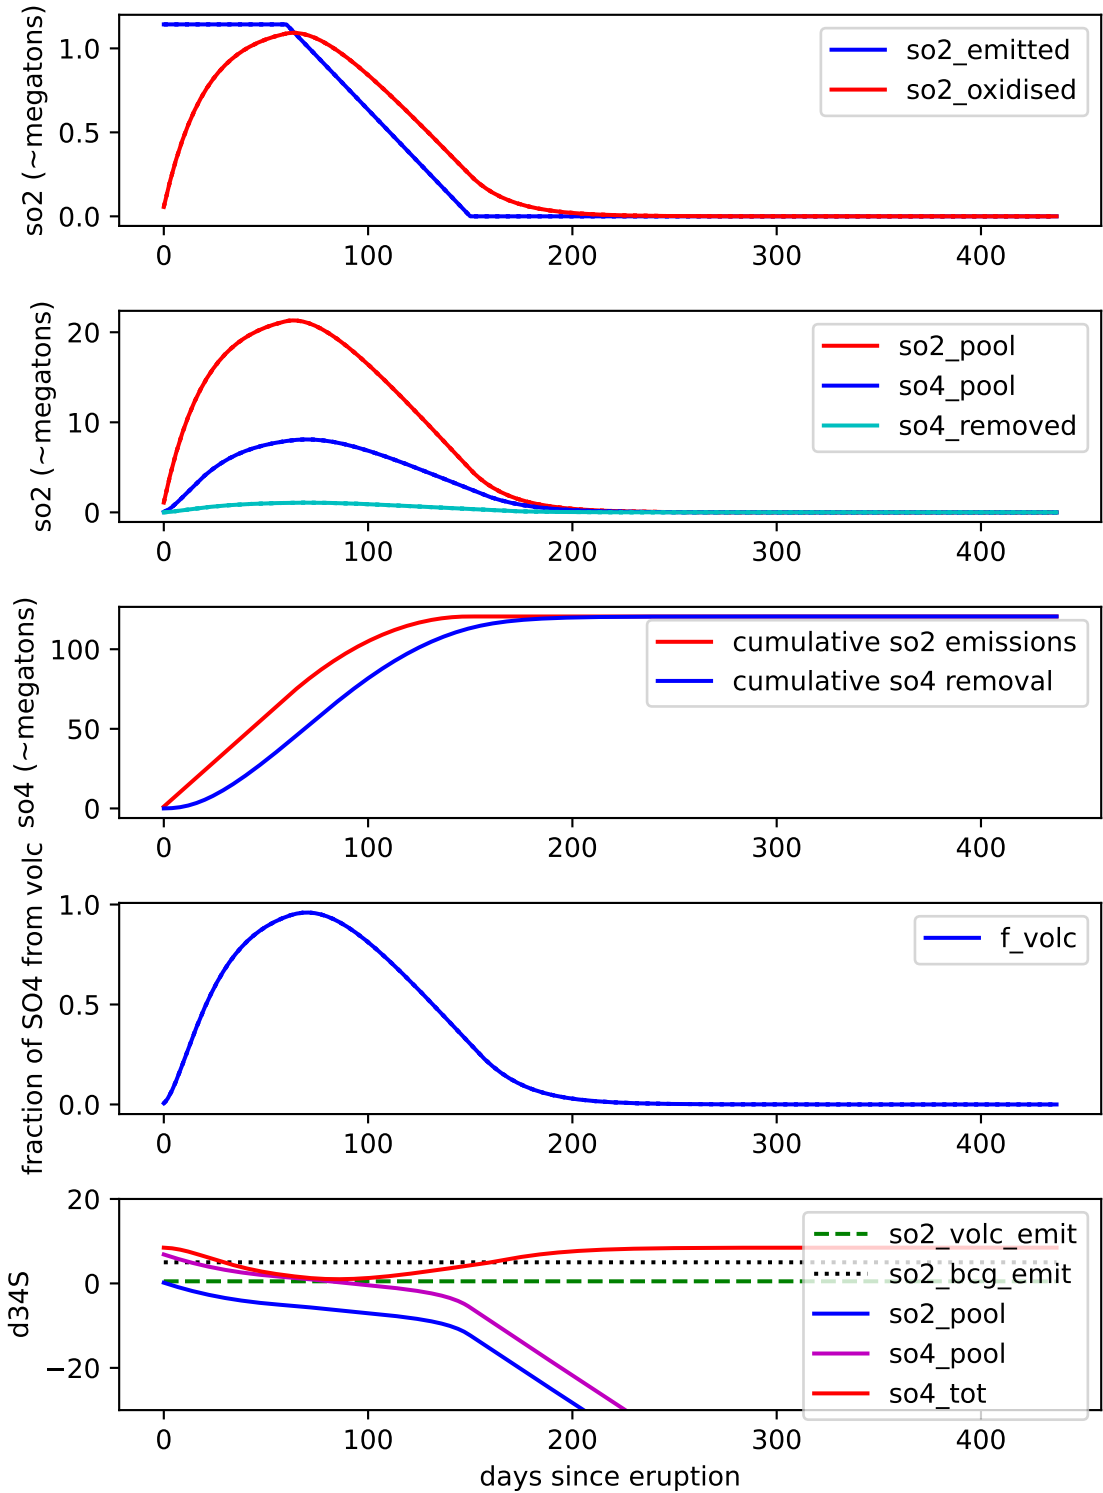 so2 (~megatons)
1.0
0.5
0.0
so2_emitted
so2_oxidised
0 100 200 300 400
so2 (~megatons)
20
10
0
so2_pool
so4_pool
so4_removed
0 100 200 300 400
so4 (~megatons)
100
50
0
cumulative so2 emissions
cumulative so4 removal
0 100 200 300 400
fraction of SO4 from volc
1.0
0.5
0.0
f_volc
0 100 200 300 400
d34S
20
0
−20
so2_volc_emit
so2_bcg_emit
so2_pool
so4_pool
so4_tot
0 100 200 300 400
days since eruption